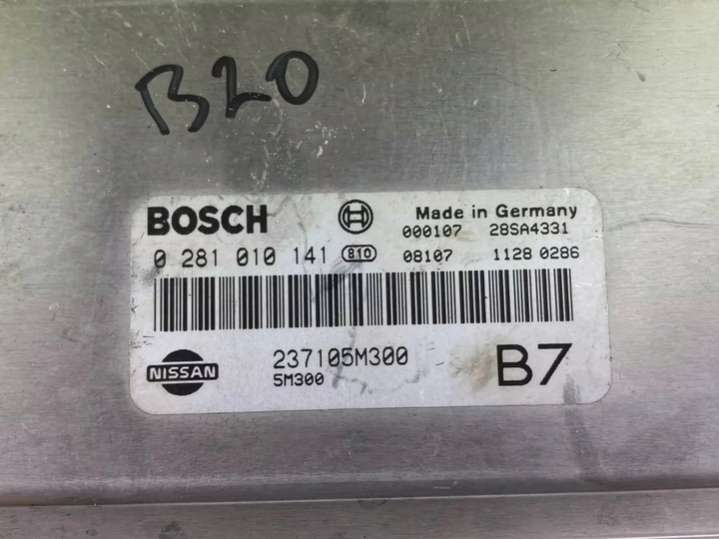 B20
BOSCH Made in Germany
000107 28SA4331
0 281 010 141 810 08107 1128 0286
NISSAN 237105M300 B7
5M300